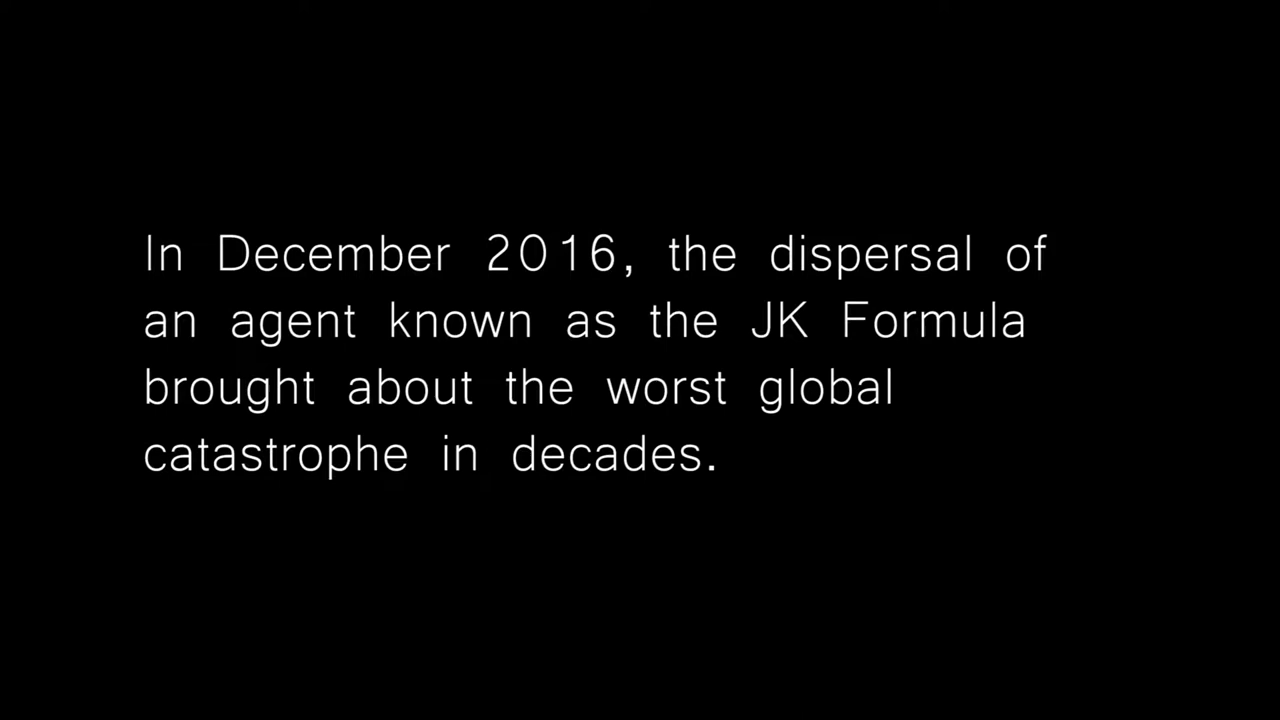 In December 2016, the dispersal of
an agent known as the JK Formula
brought about the worst global
catastrophe in decades.